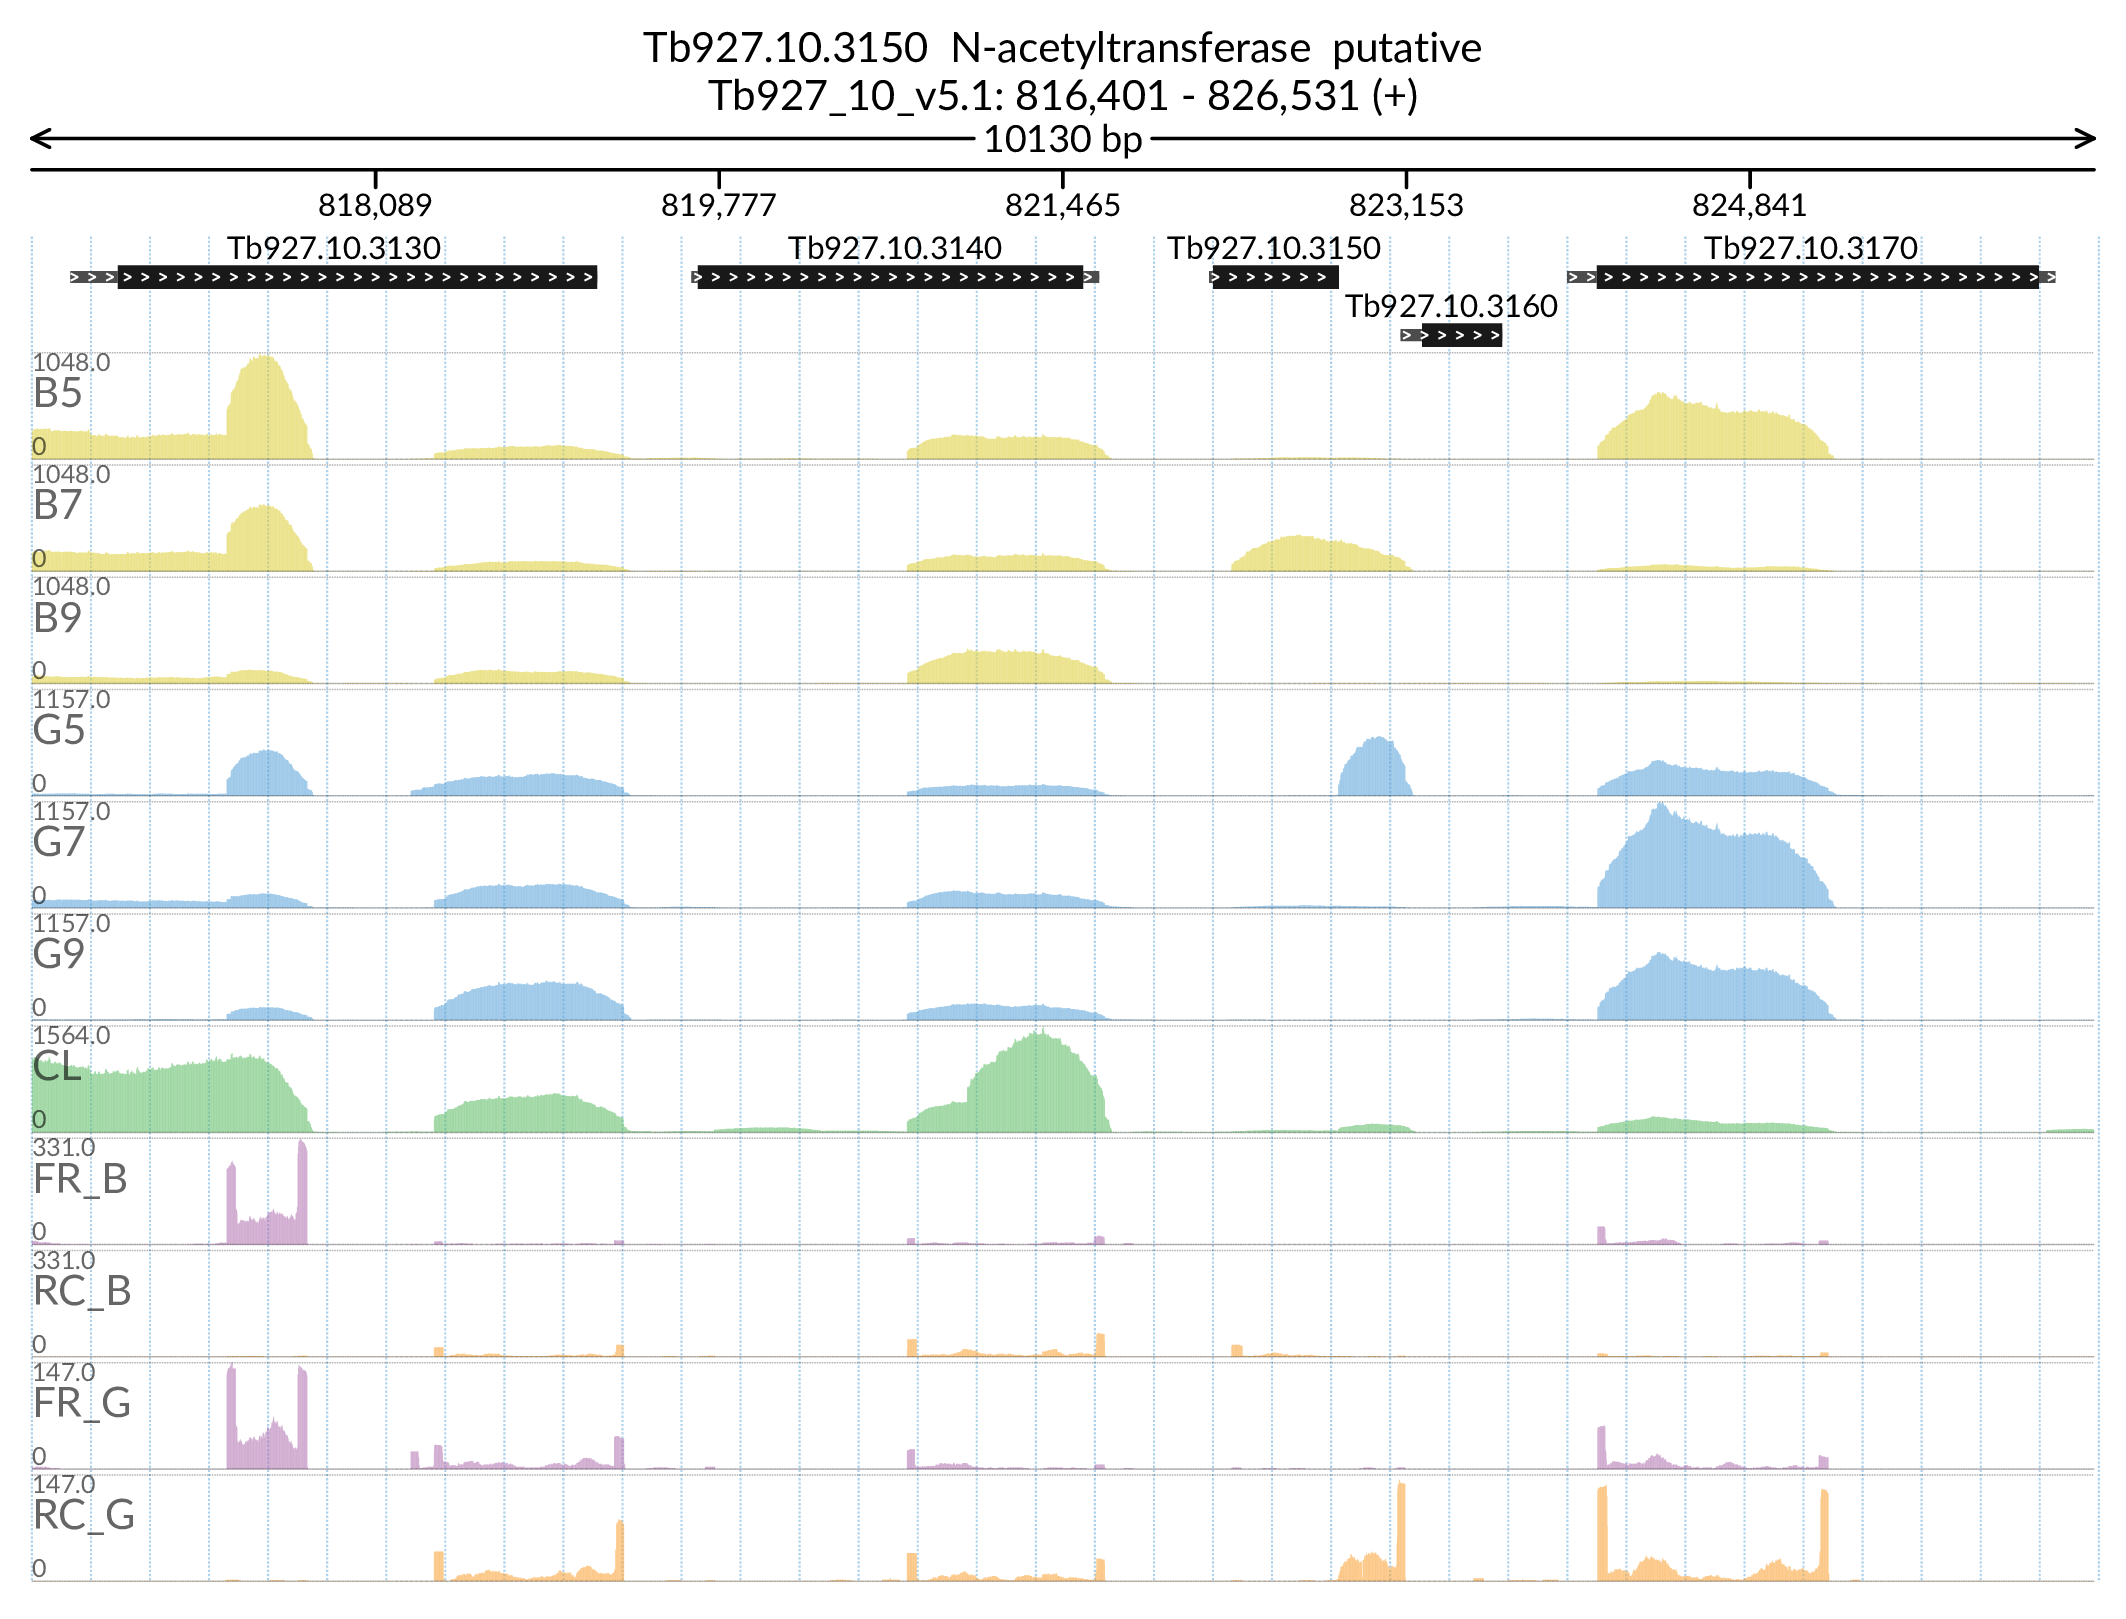 Tb927.10.3150  N-acetyltransferase  putative
Tb927_10_v5.1: 816,401 - 826,531 (+)
10130 bp
818,089 819,777 821,465 823,153 824,841
Tb927.10.3130 Tb927.10.3140 Tb927.10.3150 Tb927.10.3170
Tb927.10.3160
1048.0
B5
0
1048.0
B7
0
1048.0
B9
0
1157.0
G5
0
1157.0
G7
0
1157.0
G9
0
1564.0
CL
0
331.0
FR_B
0
331.0
RC_B
0
147.0
FR_G
0
147.0
RC_G
0